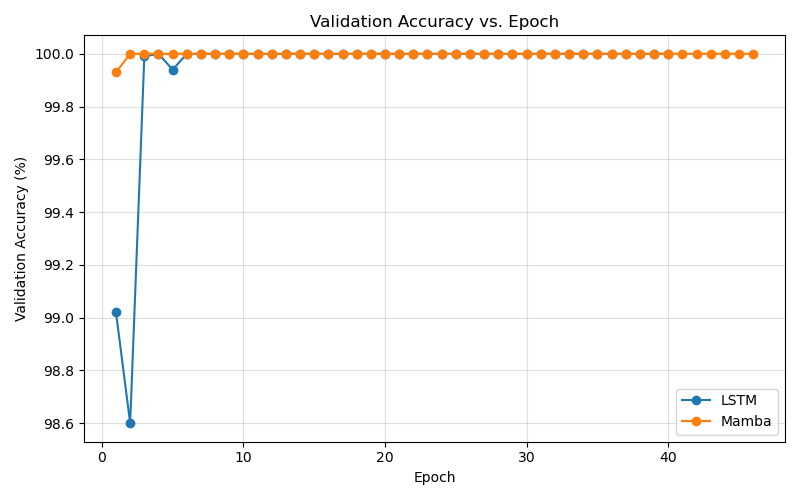 Validation Accuracy vs. Epoch
100.0
99.8
99.6
99.4
99.2
99.0
98.8
98.6
Validation Accuracy (%)
0 10 20 30 40
Epoch
LSTM
Mamba